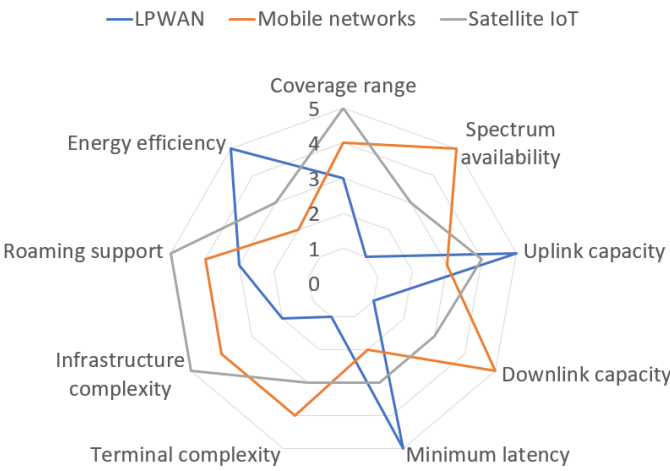 LPWAN Mobile networks Satellite IoT
Coverage range
5
4
3
2
1
0
Spectrum
availability
Uplink capacity
Downlink capacity
Minimum latency
Terminal complexity
Infrastructure
complexity
Roaming support
Energy efficiency